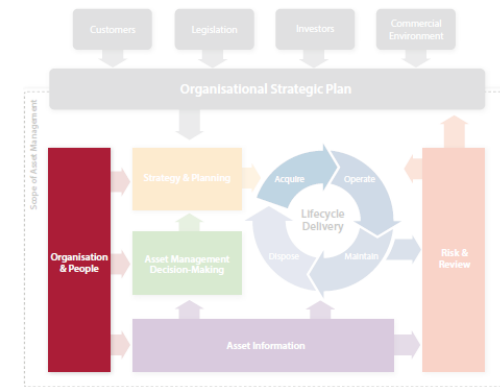 Customers
Legislation
Investors
Commercial
Environment
Organisational Strategic Plan
Scope of Asset Management
Strategy & Planning
Acquire
Operate
Lifecycle
Delivery
Organisation
& People
Asset Management
Decision-Making
Dispose
Maintain
Risk &
Review
Asset Information